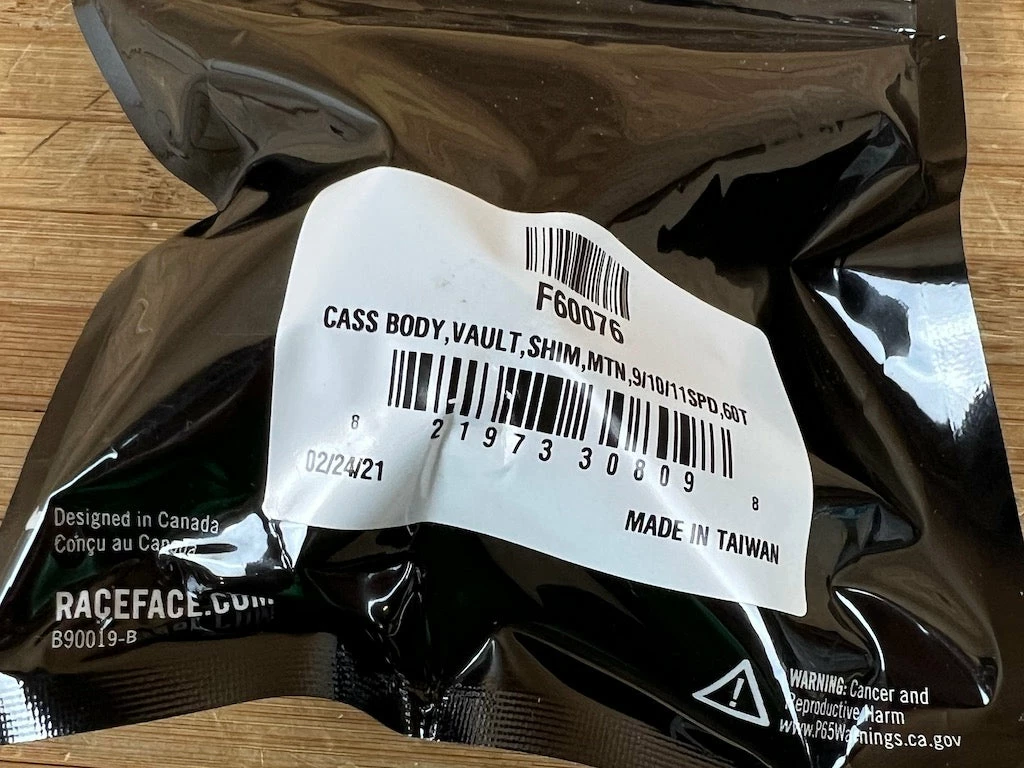 F60076
CASS BODY,VAULT,SHIM,MTN,9/10/11SPD,60T
8 21973 30809 8
02/24/21
MADE IN TAIWAN
Designed in Canada
Conçu au Canada
RACEFACE.COM
B90019-B
WARNING: Cancer and
Reproductive Harm
www.P65Warnings.ca.gov